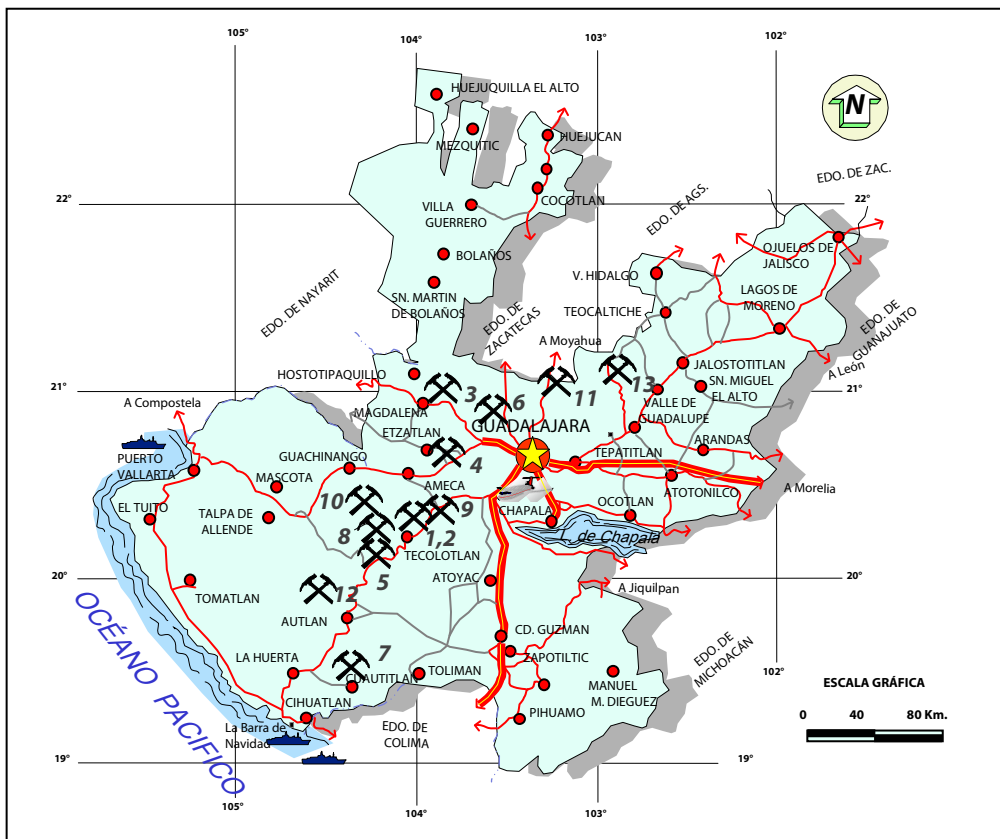 105°
104°
103°
102°
HUEJUQUILLA EL ALTO
N
MEZQUITIC
HUEJUCAN
EDO. DE ZAC.
22°
22°
COCOTLAN
VILLA
GUERRERO
EDO. DE AGS.
BOLAÑOS
OJUELOS DE
JALISCO
V. HIDALGO
SN. MARTIN
DE BOLAÑOS
LAGOS DE
MORENO
EDO. DE NAYARIT
EDO. DE
ZACATECAS
TEOCALTICHE
EDO. DE
GUANAJUATO
A Moyahua
HOSTOTIPAQUILLO
JALOSTOTITLAN
A León
21°
21°
3
6
11
13
SN. MIGUEL
EL ALTO
A Compostela
MAGDALENA
VALLE DE
GUADALUPE
ETZATLAN
GUADALAJARA
ARANDAS
PUERTO
VALLARTA
GUACHINANGO
4
TEPATITLAN
MASCOTA
AMECA
ATOTONILCO
A Morelia
EL TUITO
TALPA DE
ALLENDE
10
9
CHAPALA
OCOTLAN
8
1,2
L. de Chapala
TECOLOTLAN
5
20°
20°
TOMATLAN
12
ATOYAC
A Jiquilpan
AUTLAN
CD. GUZMAN
OCÉANO PACIFICO
LA HUERTA
7
ZAPOTILTIC
EDO. DE
MICHOACÁN
CUAUTITLAN
TOLIMAN
102°
MANUEL
M. DIEGUEZ
ESCALA GRÁFICA
CIHUATLAN
PIHUAMO
0 40 80 Km.
La Barra de
Navidad
EDO. DE
COLIMA
19°
19°
105°
104°
103°